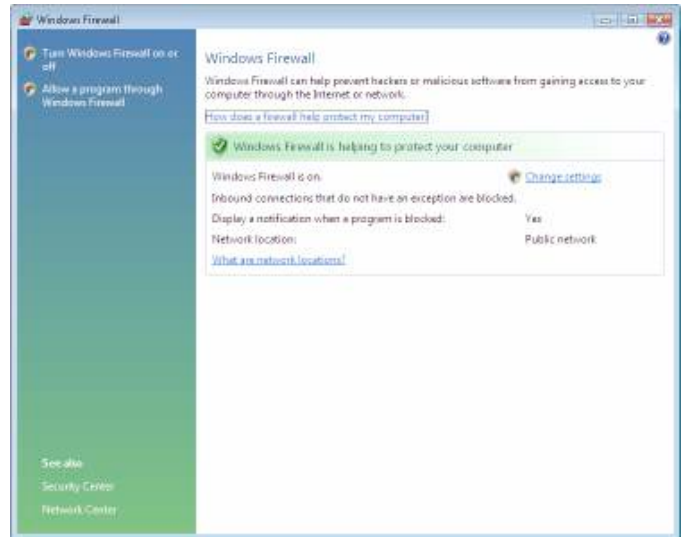 Windows Firewall
Turn Windows Firewall on or
off
Allow a program through
Windows Firewall
Windows Firewall
Windows Firewall can help prevent hackers or malicious software from gaining access to your
computer through the Internet or network.
How does a firewall help protect my computer?
Windows Firewall is helping to protect your computer
Windows Firewall is on. Change settings
Inbound connections that do not have an exception are blocked.
Display a notification when a program is blocked: Yes
Network location: Public network
What are network locations?
See also
Security Center
Network Center